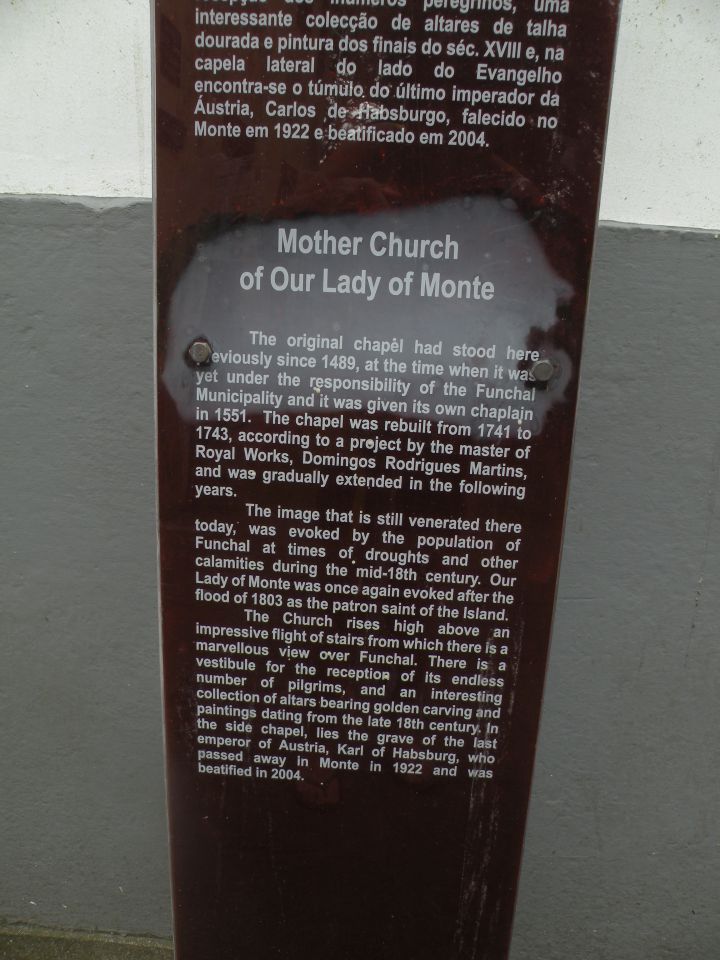 recepção dos inúmeros peregrinos, uma
interessante colecção de altares de talha
dourada e pintura dos finais do séc. XVIII e, na
capela lateral do lado do Evangelho
encontra-se o túmulo do último imperador da
Áustria, Carlos de Habsburgo, falecido no
Monte em 1922 e beatificado em 2004.
Mother Church
of Our Lady of Monte
The original chapel had stood here
previously since 1489, at the time when it was
yet under the responsibility of the Funchal
Municipality and it was given its own chaplain
in 1551. The chapel was rebuilt from 1741 to
1743, according to a project by the master of
Royal Works, Domingos Rodrigues Martins,
and was gradually extended in the following
years.
The image that is still venerated there
today, was evoked by the population of
Funchal at times of droughts and other
calamities during the mid-18th century. Our
Lady of Monte was once again evoked after the
flood of 1803 as the patron saint of the Island.
The Church rises high above an
impressive flight of stairs from which there is a
marvellous view over Funchal. There is a
vestibule for the reception of its endless
number of pilgrims, and an interesting
collection of altars bearing golden carving and
paintings dating from the late 18th century. In
the side chapel, lies the grave of the last
emperor of Austria, Karl of Habsburg, who
passed away in Monte in 1922 and was
beatified in 2004.